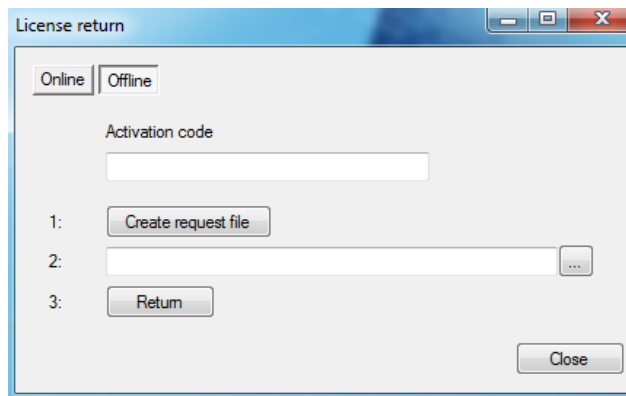 License return
Online Offline
Activation code
1: Create request file
2: ...
3: Return
Close